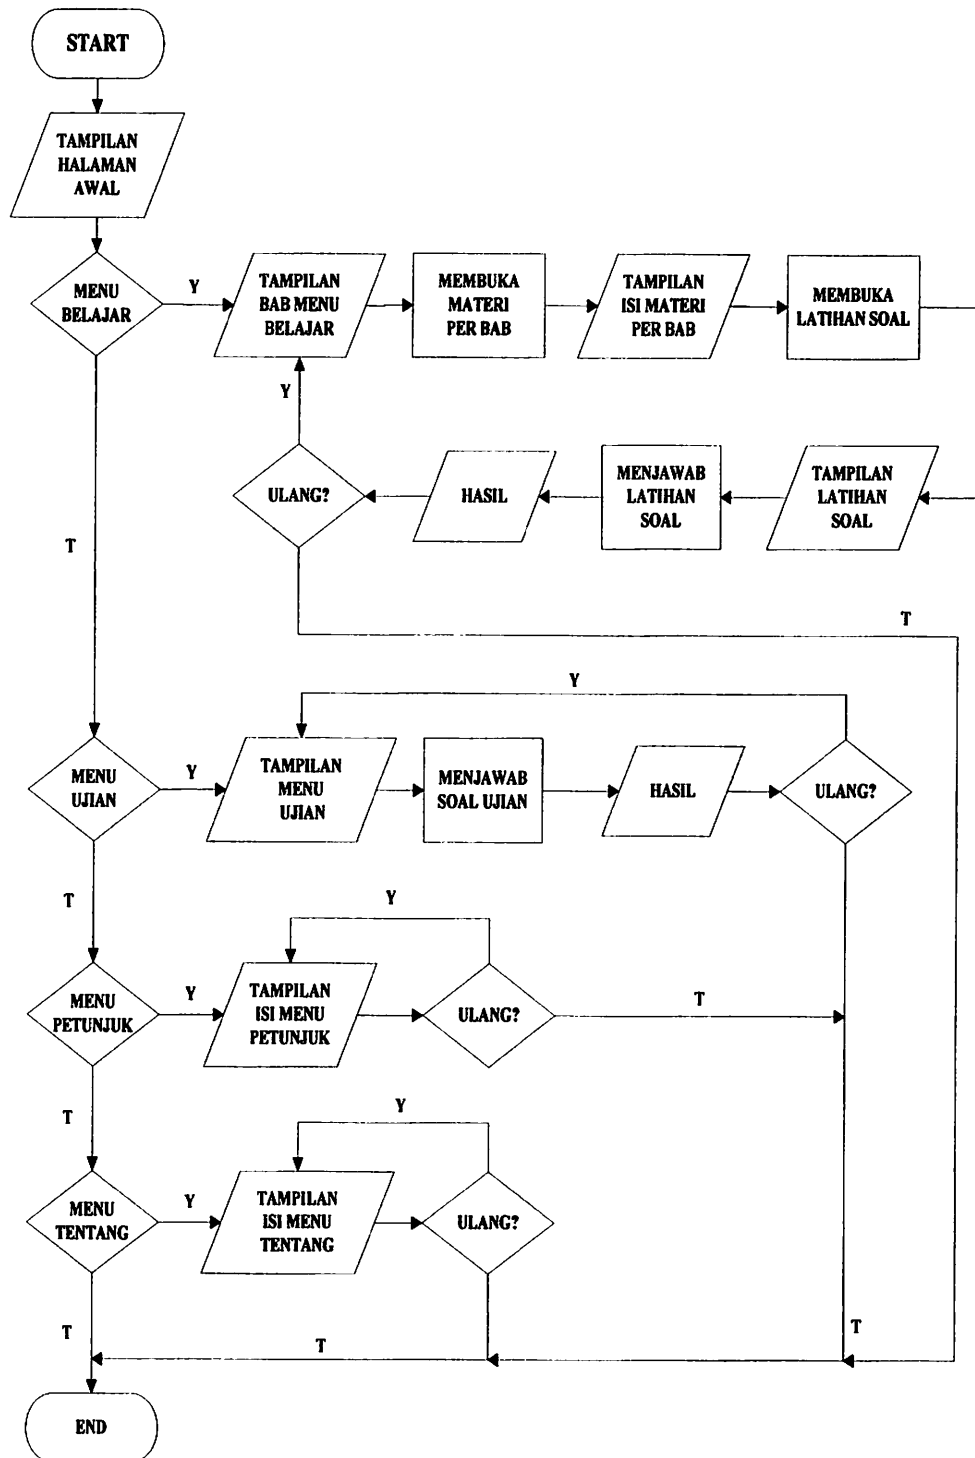 START
TAMPILAN
HALAMAN
AWAL
MENU
BELAJAR
Y
TAMPILAN
BAB MENU
BELAJAR
MEMBUKA
MATERI
PER BAB
TAMPILAN
ISI MATERI
PER BAB
MEMBUKA
LATIHAN SOAL
Y
ULANG?
HASIL
MENJAWAB
LATIHAN
SOAL
TAMPILAN
LATIHAN
SOAL
T
T
Y
MENU
UJIAN
Y
TAMPILAN
MENU
UJIAN
MENJAWAB
SOAL UJIAN
HASIL
ULANG?
T
Y
MENU
PETUNJUK
Y
TAMPILAN
ISI MENU
PETUNJUK
ULANG?
T
T
Y
MENU
TENTANG
Y
TAMPILAN
ISI MENU
TENTANG
ULANG?
T
T
T
END